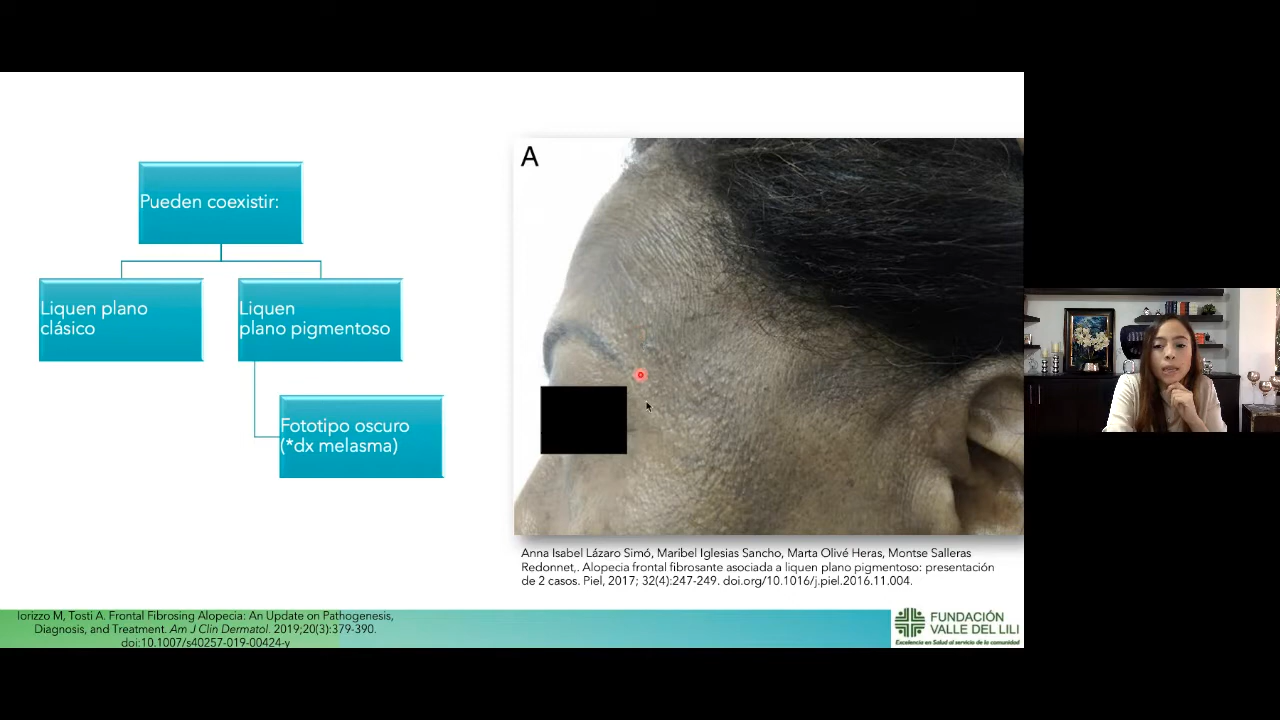 Pueden coexistir:
Liquen plano
clásico
Liquen
plano pigmentoso
Fototipo oscuro
(*dx melasma)
A
Anna Isabel Lázaro Simó, Maribel Iglesias Sancho, Marta Olivé Heras, Montse Salleras
Redonnet,. Alopecia frontal fibrosante asociada a liquen plano pigmentoso: presentación
de 2 casos. Piel, 2017; 32(4):247-249. doi.org/10.1016/j.piel.2016.11.004.
Iorizzo M, Tosti A. Frontal Fibrosing Alopecia: An Update on Pathogenesis,
Diagnosis, and Treatment. Am J Clin Dermatol. 2019;20(3):379-390.
doi:10.1007/s40257-019-00424-y
FUNDACIÓN
VALLE DEL LILI
Excelencia en Salud al servicio de la comunidad